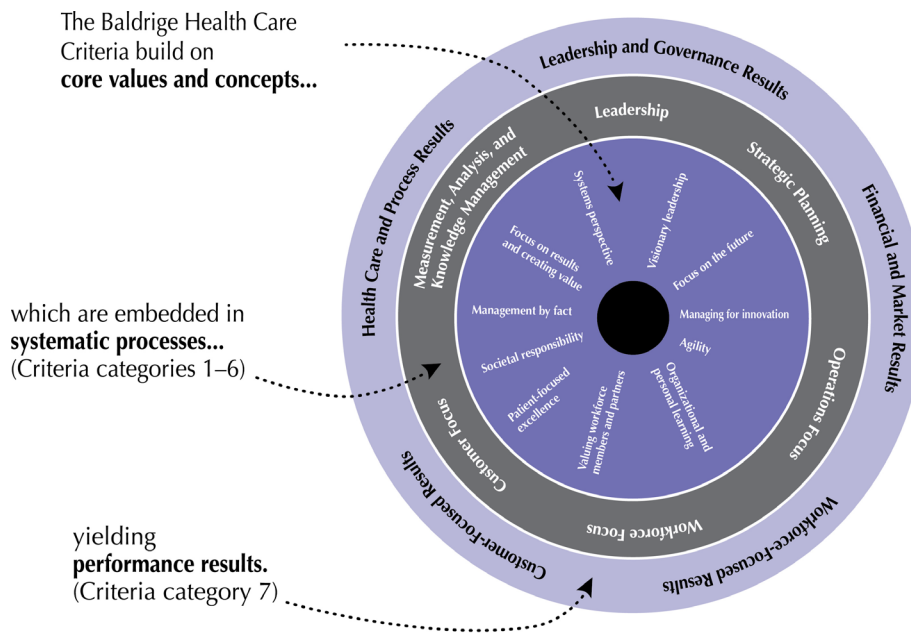 The Baldrige Health Care
Criteria build on
core values and concepts...
which are embedded in
systematic processes...
(Criteria categories 1–6)
yielding
performance results.
(Criteria category 7)
Leadership and Governance Results
Financial and Market Results
Workforce-Focused Results
Customer-Focused Results
Health Care and Process Results
Leadership
Strategic Planning
Operations Focus
Workforce Focus
Customer Focus
Measurement, Analysis, and
Knowledge Management
Systems perspective
Visionary leadership
Focus on the future
Managing for innovation
Agility
Organizational and
personal learning
Valuing workforce
members and partners
Patient-focused
excellence
Societal responsibility
Management by fact
Focus on results
and creating value